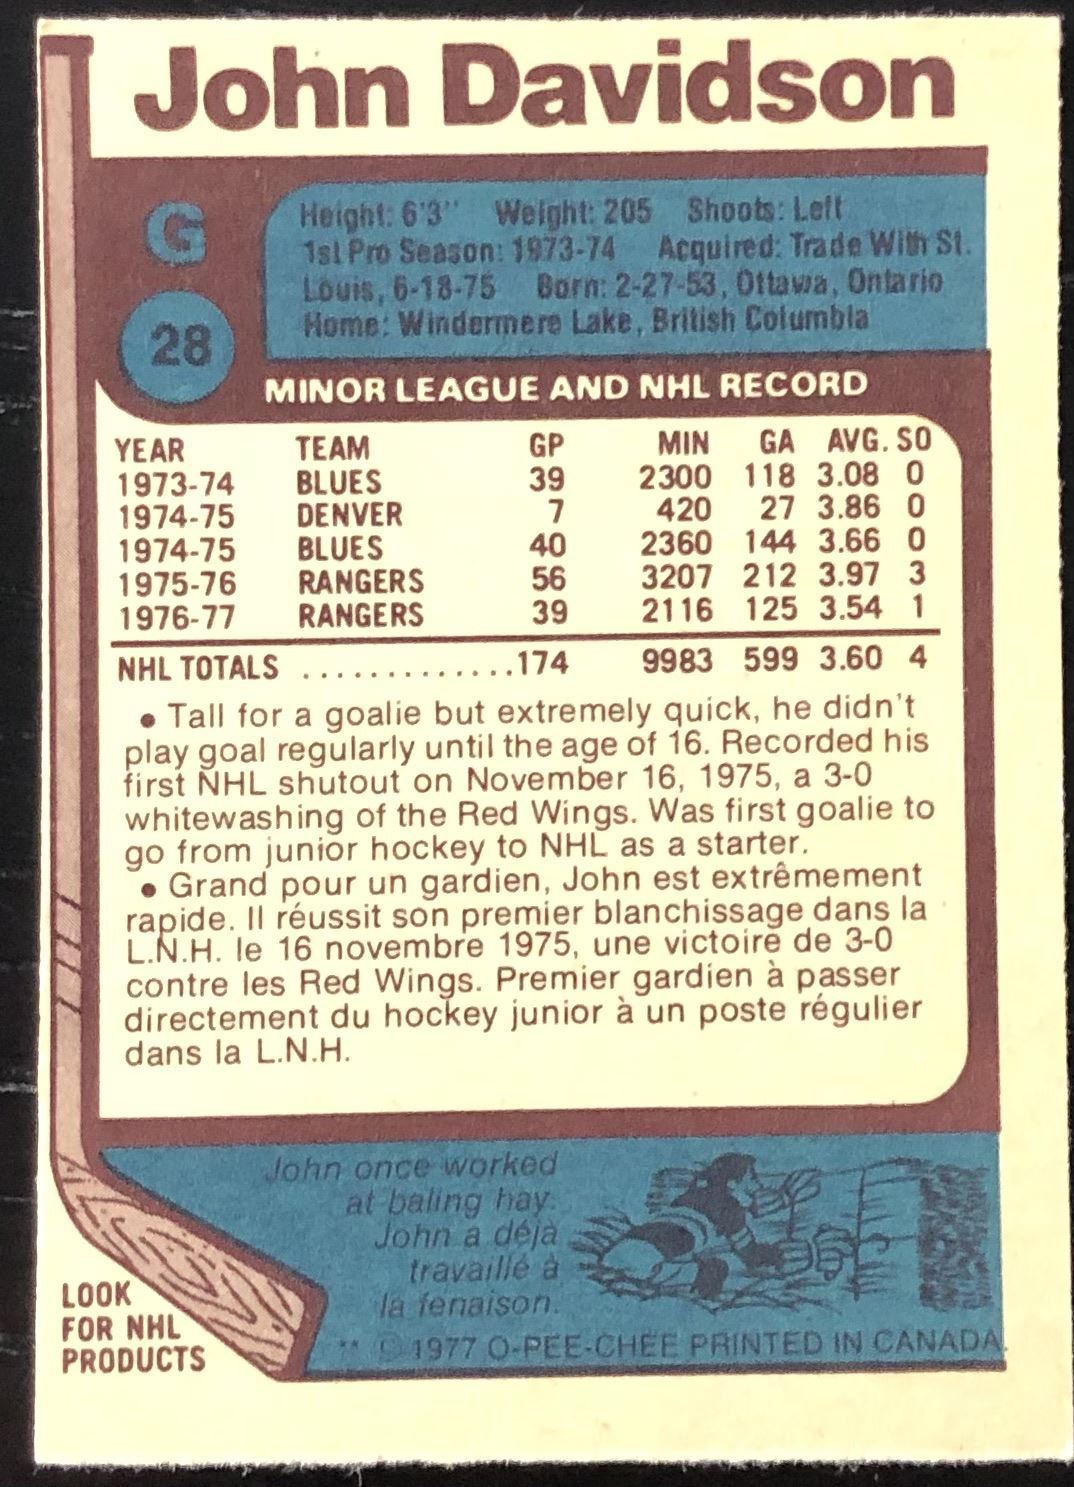 John Davidson
G
28
Height: 6'3" Weight: 205 Shoots: Left
1st Pro Season: 1973-74 Acquired: Trade With St.
Louis, 6-18-75 Born: 2-27-53, Ottawa, Ontario
Home: Windermere Lake, British Columbia
MINOR LEAGUE AND NHL RECORD
YEAR TEAM GP MIN GA AVG. SO
1973-74 BLUES 39 2300 118 3.08 0
1974-75 DENVER 7 420 27 3.86 0
1974-75 BLUES 40 2360 144 3.66 0
1975-76 RANGERS 56 3207 212 3.97 3
1976-77 RANGERS 39 2116 125 3.54 1
NHL TOTALS .............174 9983 599 3.60 4
• Tall for a goalie but extremely quick, he didn't
play goal regularly until the age of 16. Recorded his
first NHL shutout on November 16, 1975, a 3-0
whitewashing of the Red Wings. Was first goalie to
go from junior hockey to NHL as a starter.
• Grand pour un gardien, John est extrêmement
rapide. Il réussit son premier blanchissage dans la
L.N.H. le 16 novembre 1975, une victoire de 3-0
contre les Red Wings. Premier gardien à passer
directement du hockey junior à un poste régulier
dans la L.N.H.
John once worked
at baling hay.
John a déjà
travaillé à
la fenaison.
LOOK
FOR NHL
PRODUCTS
** © 1977 O-PEE-CHEE PRINTED IN CANADA.